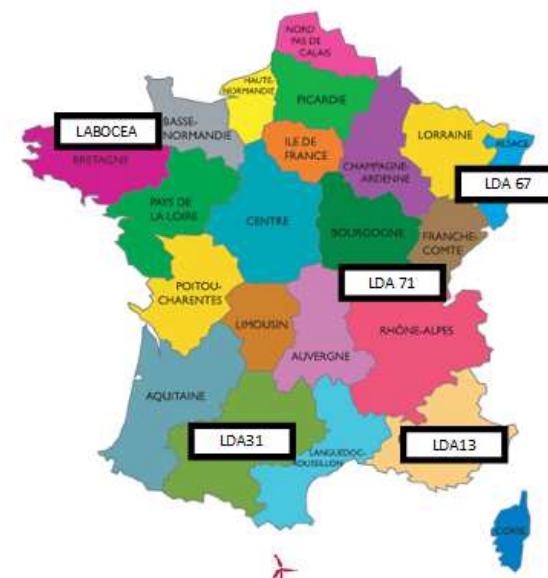 NORD
PAS DE
CALAIS
HAUTE-
NORMANDIE
PICARDIE
LABOCEA
BASSE-
NORMANDIE
BRETAGNE
ILE DE
FRANCE
LORRAINE
ALSACE
CHAMPAGNE-
ARDENNE
LDA 67
PAYS DE
LA LOIRE
CENTRE
BOURGOGNE
FRANCHE-
COMTE
LDA 71
POITOU-
CHARENTES
LIMOUSIN
AUVERGNE
RHÔNE-ALPES
AQUITAINE
LDA31
LANGUEDOC-
ROUSSILLON
LDA13
CORSE